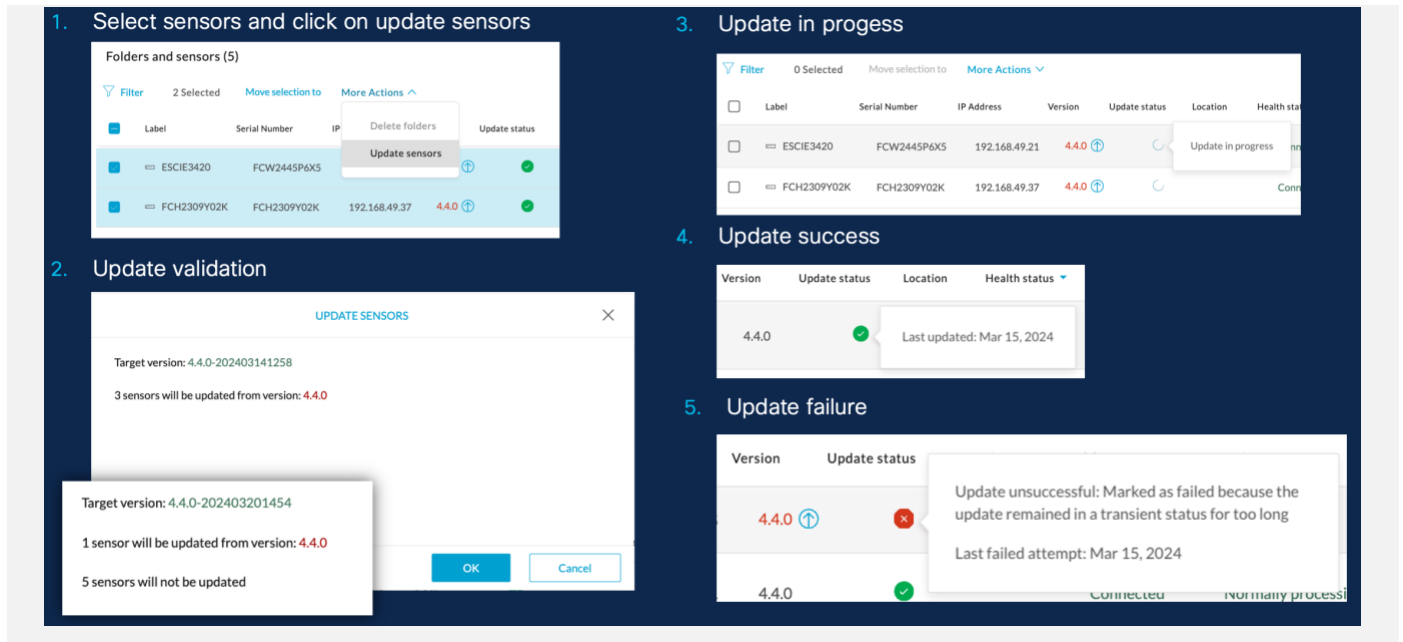 1. Select sensors and click on update sensors
Folders and sensors (5)
Filter 2 Selected Move selection to More Actions
Label Serial Number IP Update status
Delete folders
Update sensors
ESCIE3420 FCW2445P6X5
FCH2309Y02K FCH2309Y02K 192.168.49.37 4.4.0
2. Update validation
UPDATE SENSORS
Target version: 4.4.0-202403141258
3 sensors will be updated from version: 4.4.0
Target version: 4.4.0-202403201454
1 sensor will be updated from version: 4.4.0
5 sensors will not be updated
OK Cancel
3. Update in progess
Filter 0 Selected Move selection to More Actions
Label Serial Number IP Address Version Update status Location Health stat
ESCIE3420 FCW2445P6X5 192.168.49.21 4.4.0 Update in progress
FCH2309Y02K FCH2309Y02K 192.168.49.37 4.4.0 Conn
4. Update success
Version Update status Location Health status
4.4.0 Last updated: Mar 15, 2024
5. Update failure
Version Update status
4.4.0
Update unsuccessful: Marked as failed because the
update remained in a transient status for too long
Last failed attempt: Mar 15, 2024
4.4.0 Connected Normally processi